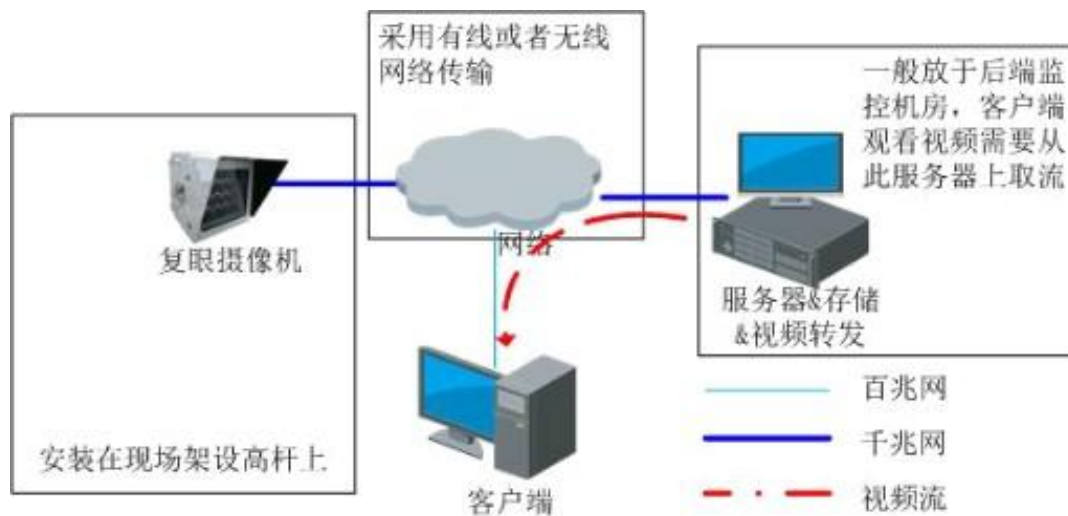 采用有线或者无线
网络传输
一般放于后端监
控机房，客户端
观看视频需要从
此服务器上取流
复眼摄像机
网络
服务器&存储
&视频转发
百兆网
千兆网
安装在现场架设高杆上
客户端
视频流